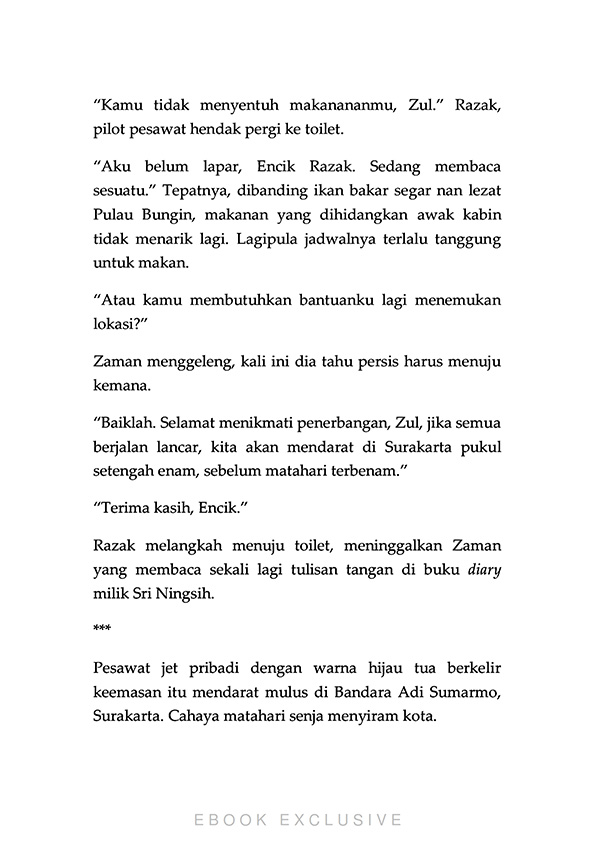 “Kamu tidak menyentuh makanananmu, Zul.” Razak,
pilot pesawat hendak pergi ke toilet.
“Aku belum lapar, Encik Razak. Sedang membaca
sesuatu.” Tepatnya, dibanding ikan bakar segar nan lezat
Pulau Bungin, makanan yang dihidangkan awak kabin
tidak menarik lagi. Lagipula jadwalnya terlalu tanggung
untuk makan.
“Atau kamu membutuhkan bantuanku lagi menemukan
lokasi?”
Zaman menggeleng, kali ini dia tahu persis harus menuju
kemana.
“Baiklah. Selamat menikmati penerbangan, Zul, jika semua
berjalan lancar, kita akan mendarat di Surakarta pukul
setengah enam, sebelum matahari terbenam.”
“Terima kasih, Encik.”
Razak melangkah menuju toilet, meninggalkan Zaman
yang membaca sekali lagi tulisan tangan di buku diary
milik Sri Ningsih.
***
Pesawat jet pribadi dengan warna hijau tua berkelir
keemasan itu mendarat mulus di Bandara Adi Sumarmo,
Surakarta. Cahaya matahari senja menyiram kota.
EBOOK EXCLUSIVE